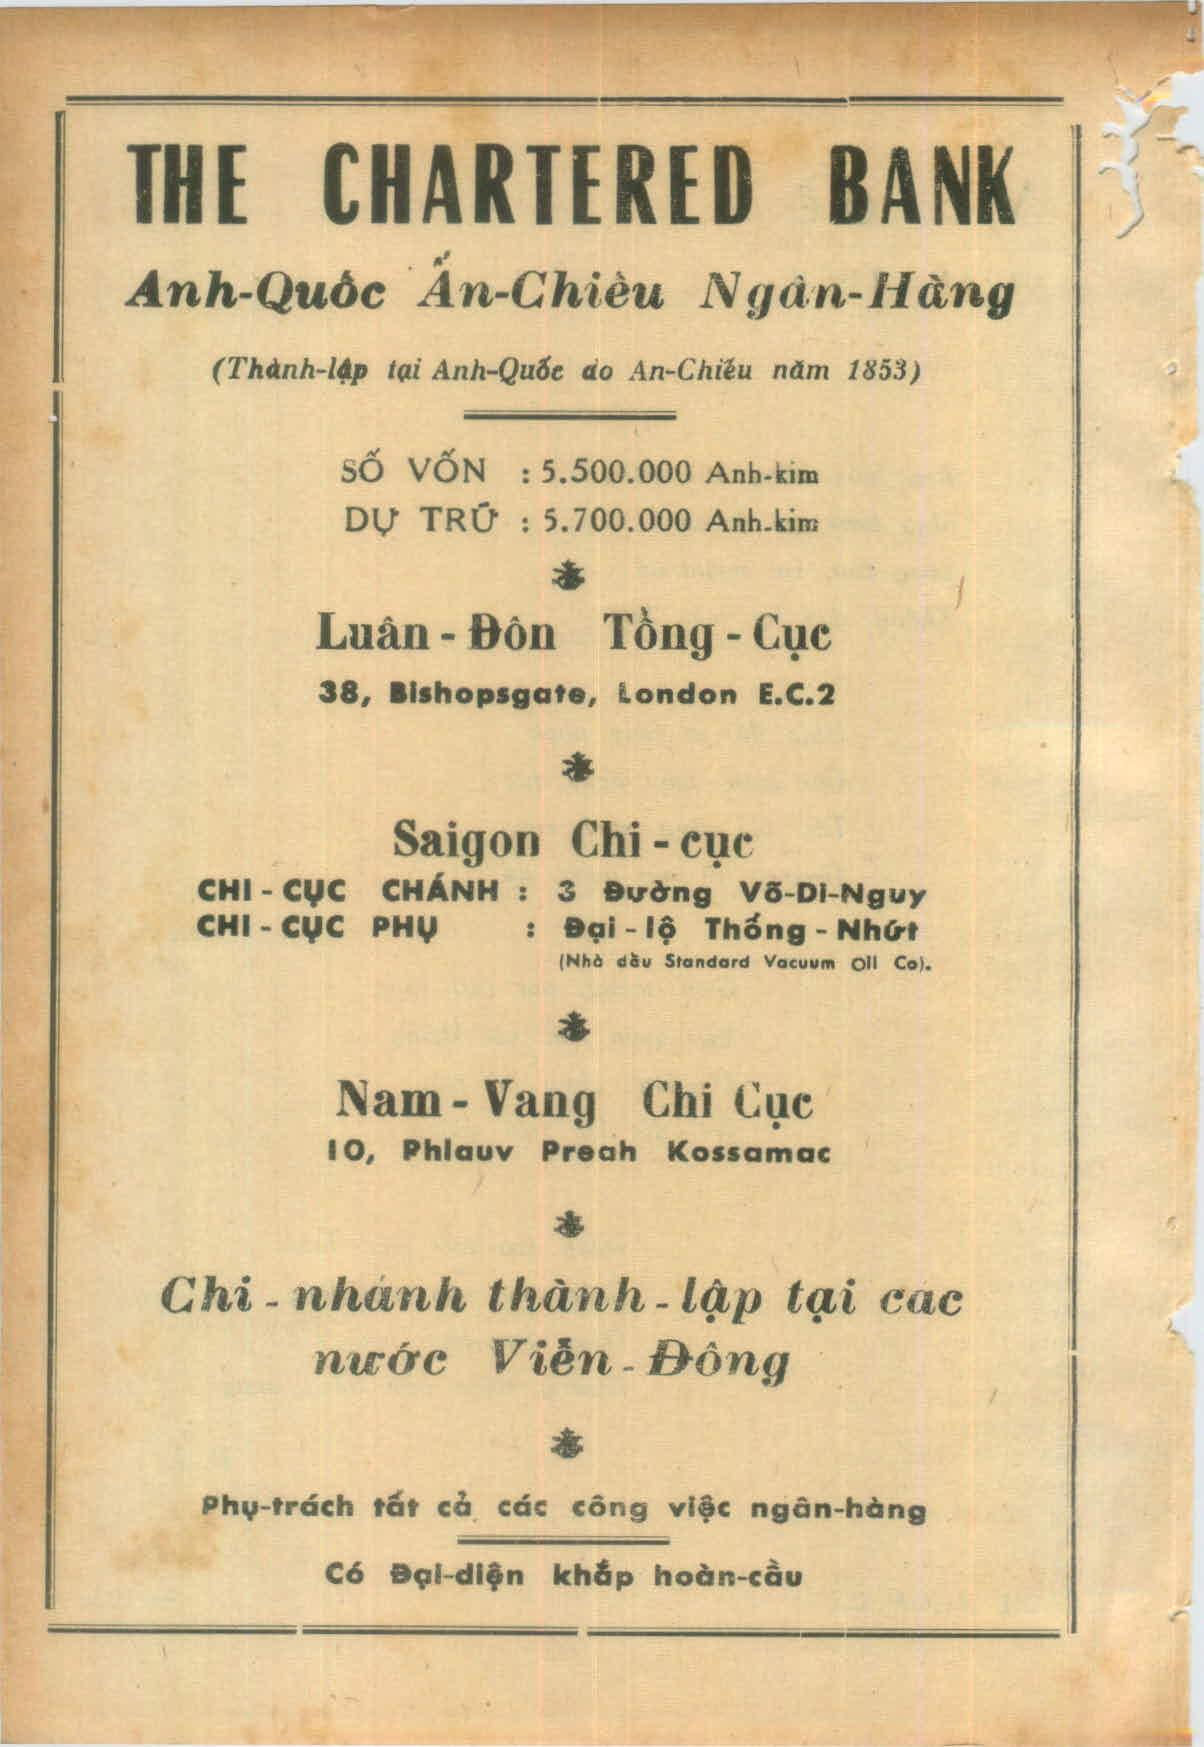 THE CHARTERED BANK
Anh-Quốc Ấn-Chiếu Ngân-Hàng
(Thành-lập tại Anh-Quốc do An-Chiếu năm 1853)
SỐ VỐN : 5.500.000 Anh-kim
DỰ TRỮ : 5.700.000 Anh-kim
Luân - Đôn Tổng - Cục
38, Bishopsgate, London E.C.2
Saigon Chi - cục
CHI - CỤC CHÁNH : 3 Đường Võ-Di-Nguy
CHI - CỤC PHỤ : Đại - lộ Thống - Nhứt
(Nhà dầu Standard Vacuum Oil Co).
Nam - Vang Chi Cục
10, Phlauv Preah Kossamac
Chi - nhánh thành - lập tại các
nước Viễn - Đông
Phụ-trách tất cả các công việc ngân-hàng
Có Đại-diện khắp hoàn-cầu